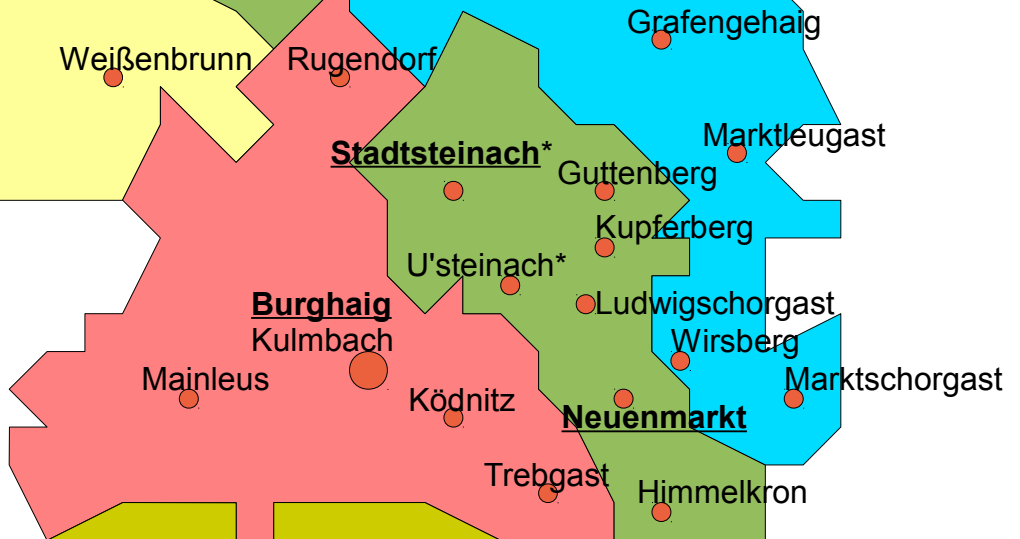 Grafengehaig
Weißenbrunn
Rugendorf
Marktleugast
Stadtsteinach*
Guttenberg
Kupferberg
U'steinach*
Burghaig
Ludwigschorgast
Kulmbach
Wirsberg
Mainleus
Marktschorgast
Ködnitz
Neuenmarkt
Trebgast
Himmelkron